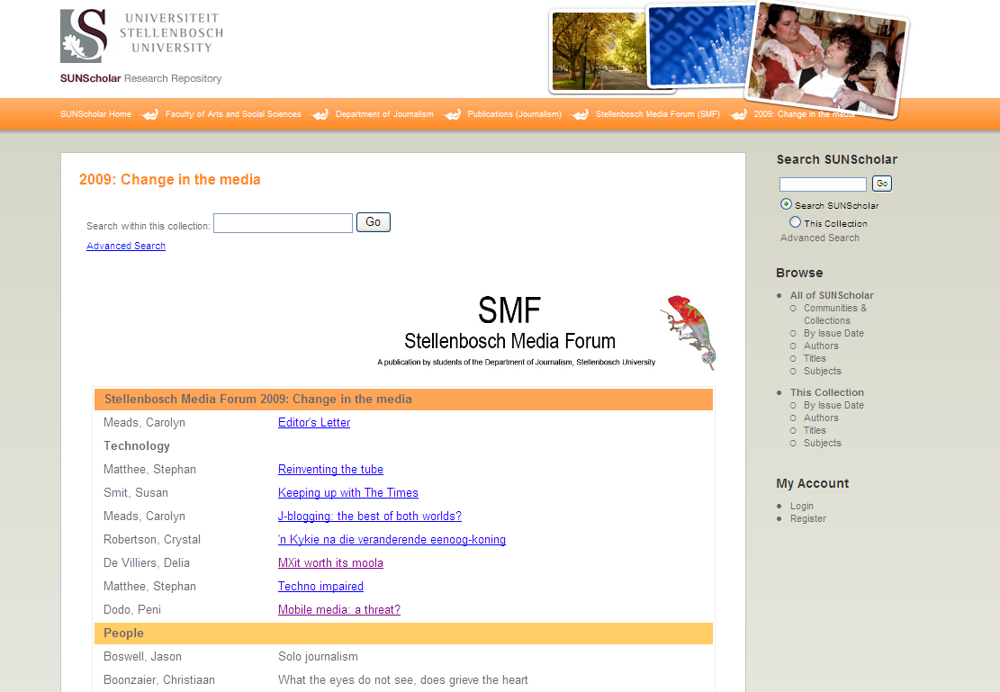 UNIVERSITEIT
STELLENBOSCH
UNIVERSITY
SUNScholar Research Repository
SUNScholar Home Faculty of Arts and Social Sciences Department of Journalism Publications (Journalism) Stellenbosch Media Forum (SMF) 2009: Change in the media
2009: Change in the media
Search within this collection: Go
Advanced Search
SMF
Stellenbosch Media Forum
A publication by students of the Department of Journalism, Stellenbosch University
Stellenbosch Media Forum 2009: Change in the media
Meads, Carolyn Editor's Letter
Technology
Matthee, Stephan Reinventing the tube
Smit, Susan Keeping up with The Times
Meads, Carolyn J-blogging: the best of both worlds?
Robertson, Crystal 'n Kykie na die veranderende eenoog-koning
De Villiers, Delia MXit worth its moola
Matthee, Stephan Techno impaired
Dodo, Peni Mobile media: a threat?
People
Boswell, Jason Solo journalism
Boonzaier, Christiaan What the eyes do not see, does grieve the heart
Search SUNScholar
Go
Search SUNScholar
This Collection
Advanced Search
Browse
All of SUNScholar
Communities &
Collections
By Issue Date
Authors
Titles
Subjects
This Collection
By Issue Date
Authors
Titles
Subjects
My Account
Login
Register